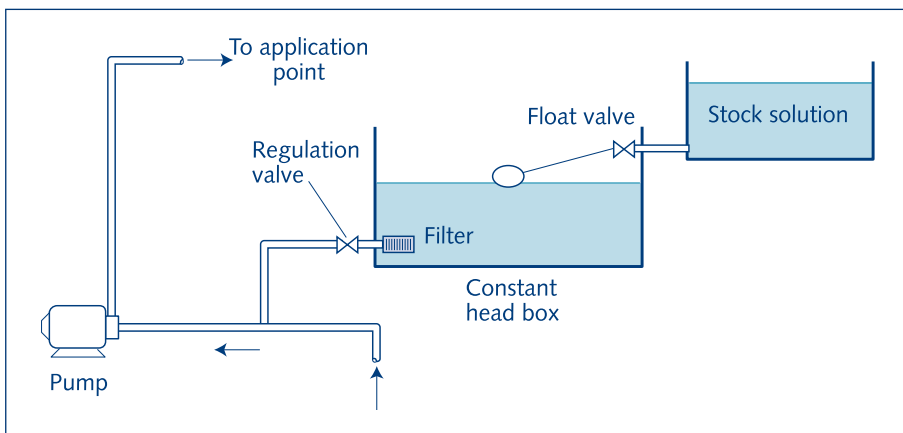 To application
point
Stock solution
Float valve
Regulation
valve
Filter
Constant
head box
Pump